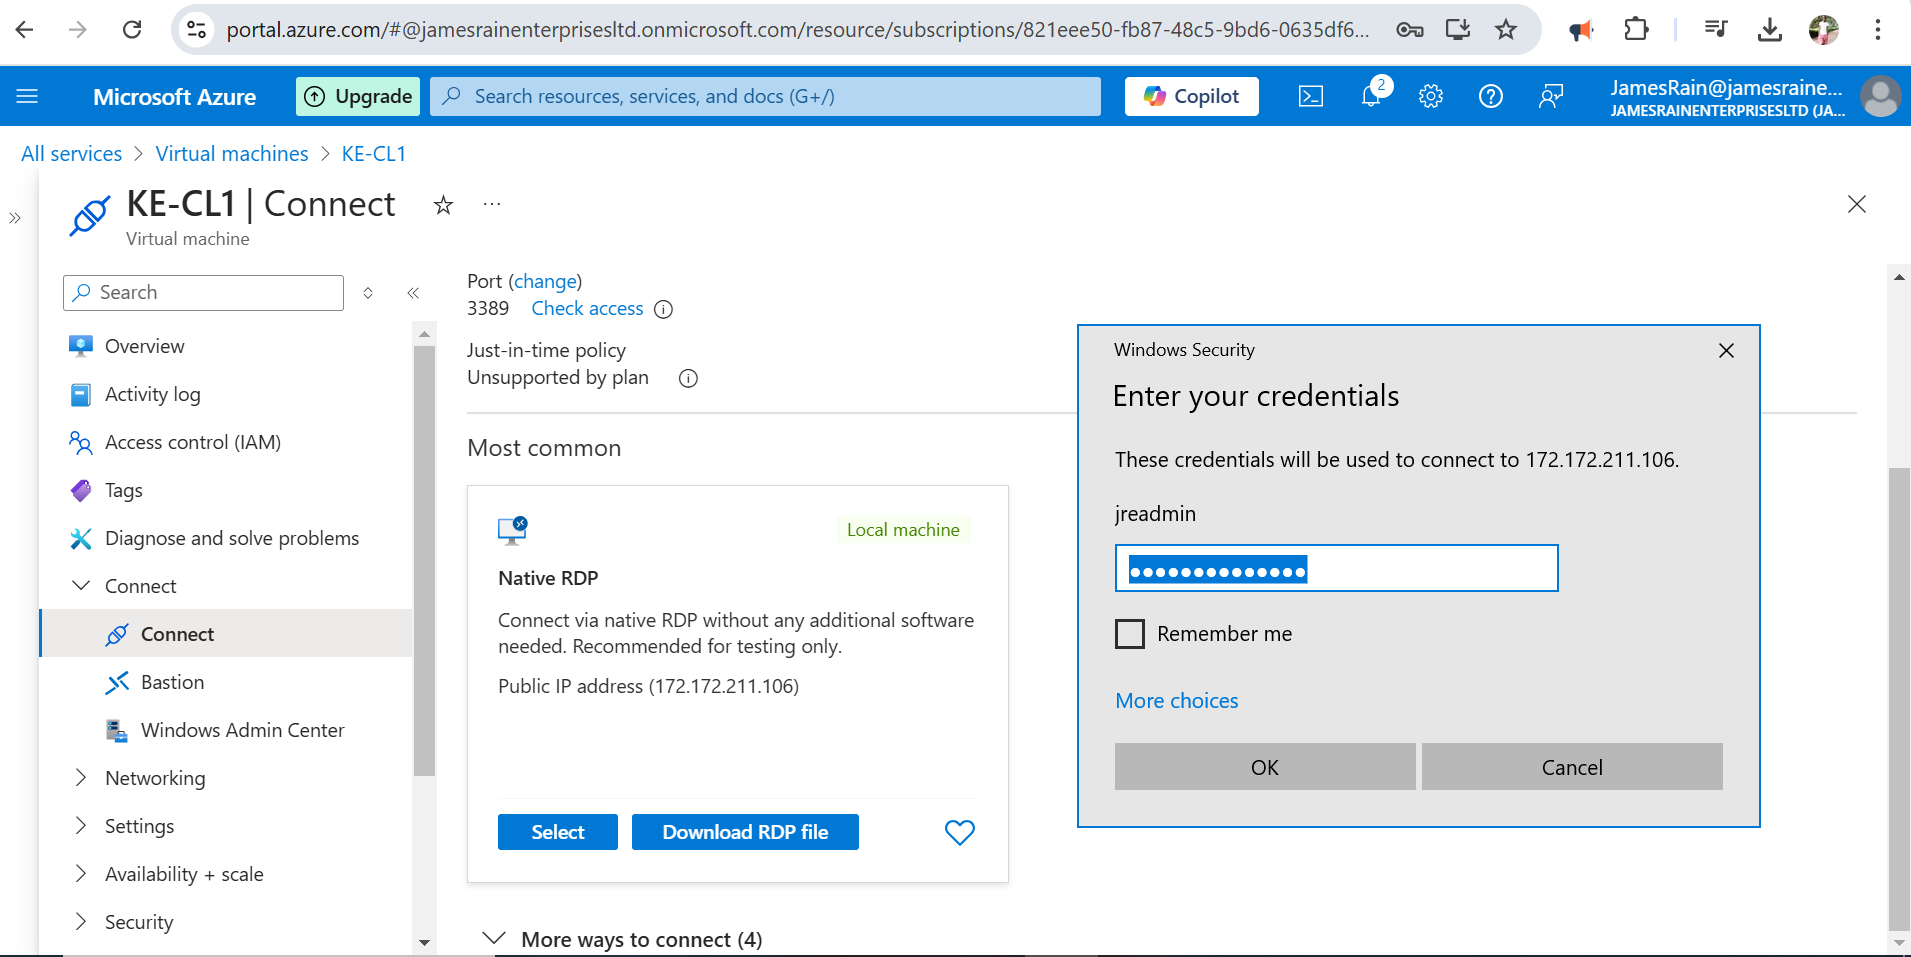 portal.azure.com/#@jamesrainenterprisesltd.onmicrosoft.com/resource/subscriptions/821eee50-fb87-48c5-9bd6-0635df6...
Microsoft Azure
Upgrade
Search resources, services, and docs (G+/)
Copilot
2
JamesRain@jamesraine...
JAMESRAINENTERPRISESLTD (JA...
All services > Virtual machines > KE-CL1
KE-CL1 | Connect
Virtual machine
Search
Overview
Activity log
Access control (IAM)
Tags
Diagnose and solve problems
Connect
Connect
Bastion
Windows Admin Center
Networking
Settings
Availability + scale
Security
Port (change)
3389 Check access
Just-in-time policy
Unsupported by plan
Most common
Local machine
Native RDP
Connect via native RDP without any additional software
needed. Recommended for testing only.
Public IP address (172.172.211.106)
Select
Download RDP file
More ways to connect (4)
Windows Security
Enter your credentials
These credentials will be used to connect to 172.172.211.106.
jreadmin
Remember me
More choices
OK
Cancel